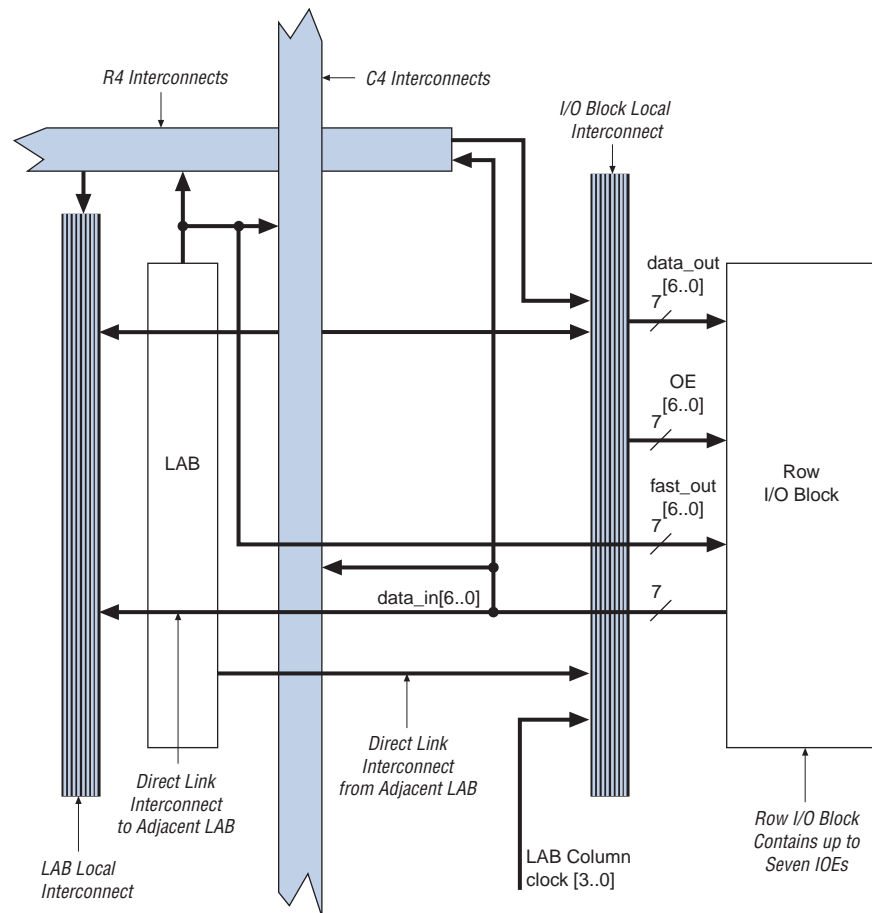 R4 Interconnects
C4 Interconnects
I/O Block Local
Interconnect
data_out
[6..0]
7
OE
[6..0]
7
LAB
Row
I/O Block
fast_out
[6..0]
7
data_in[6..0]
7
Direct Link
Interconnect
to Adjacent LAB
Direct Link
Interconnect
from Adjacent LAB
LAB Local
Interconnect
LAB Column
clock [3..0]
Row I/O Block
Contains up to
Seven IOEs